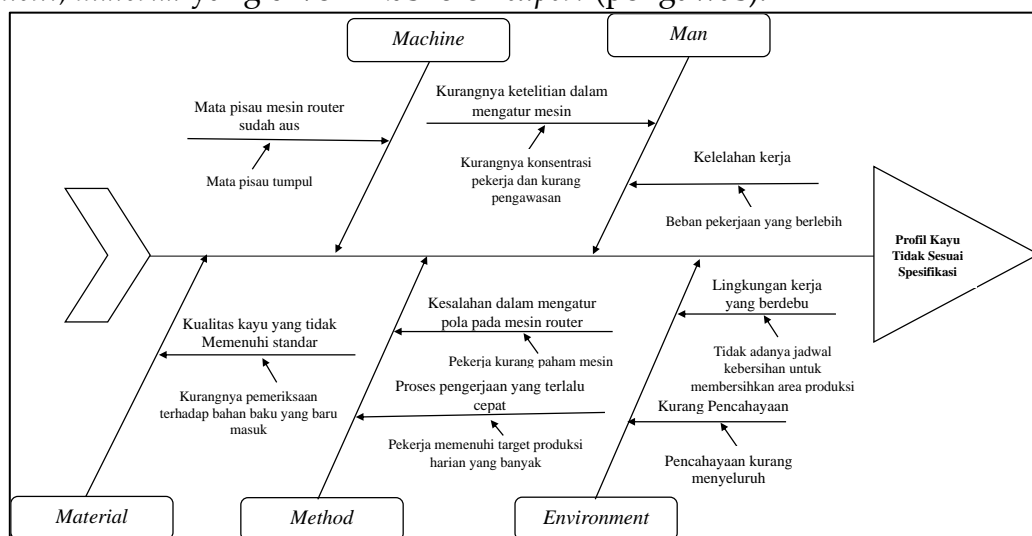 Machine
Man
Mata pisau mesin router
sudah aus
Mata pisau tumpul
Kurangnya ketelitian dalam
mengatur mesin
Kurangnya konsentrasi
pekerja dan kurang
pengawasan
Kelelahan kerja
Beban pekerjaan yang berlebih
Profil Kayu
Tidak Sesuai
Spesifikasi
Kualitas kayu yang tidak
Memenuhi standar
Kurangnya pemeriksaan
terhadap bahan baku yang baru
masuk
Kesalahan dalam mengatur
pola pada mesin router
Pekerja kurang paham mesin
Proses pengerjaan yang terlalu
cepat
Pekerja memenuhi target produksi
harian yang banyak
Lingkungan kerja
yang berdebu
Tidak adanya jadwal
kebersihan untuk
membersihkan area produksi
Kurang Pencahayaan
Pencahayaan kurang
menyeluruh
Material
Method
Environment